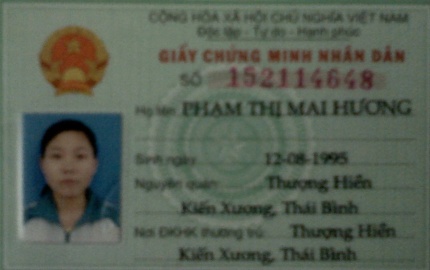 CỘNG HÒA XÃ HỘI CHỦ NGHĨA VIỆT NAM
Độc lập - Tự do - Hạnh phúc
GIẤY CHỨNG MINH NHÂN DÂN
SỐ 152114648
Họ tên PHẠM THỊ MAI HƯƠNG
Sinh ngày 12-08-1995
Nguyên quán Thượng Hiền
Kiến Xương, Thái Bình
Nơi ĐKHK thường trú Thượng Hiền
Kiến Xương, Thái Bình